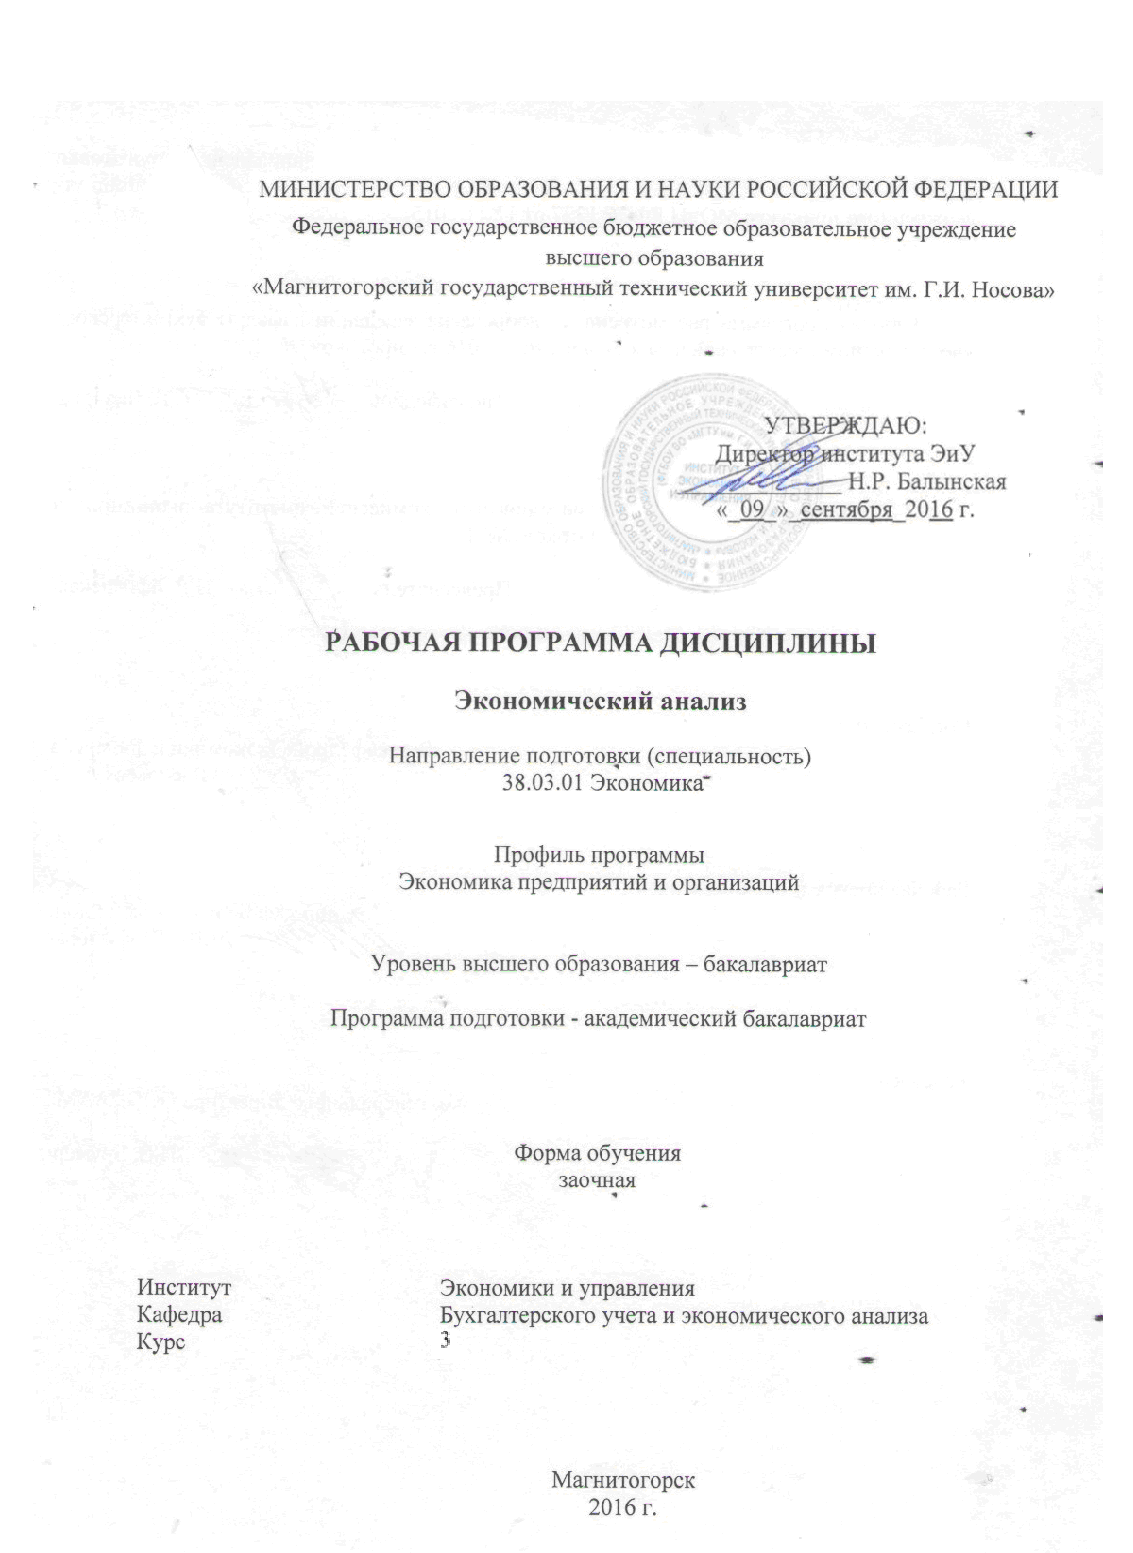 МИНИСТЕРСТВО ОБРАЗОВАНИЯ И НАУКИ РОССИЙСКОЙ ФЕДЕРАЦИИ
Федеральное государственное бюджетное образовательное учреждение
высшего образования
«Магнитогорский государственный технический университет им. Г.И. Носова»
УТВЕРЖДАЮ:
Директор института ЭиУ
Н.Р. Балынская
«_09_»_сентября_2016 г.
РАБОЧАЯ ПРОГРАММА ДИСЦИПЛИНЫ
Экономический анализ
Направление подготовки (специальность)
38.03.01 Экономика
Профиль программы
Экономика предприятий и организаций
Уровень высшего образования – бакалавриат
Программа подготовки - академический бакалавриат
Форма обучения
заочная
Институт Экономики и управления
Кафедра Бухгалтерского учета и экономического анализа
Курс 3
Магнитогорск
2016 г.